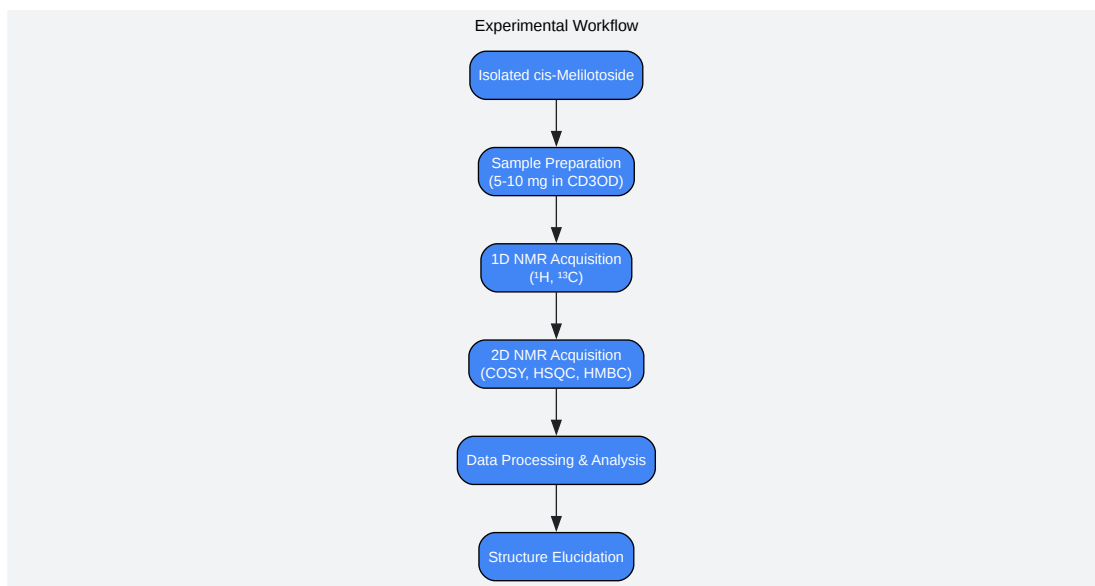 Experimental Workflow
Isolated cis-Melilotoside
Sample Preparation
(5-10 mg in CD3OD)
1D NMR Acquisition
(¹H, ¹³C)
2D NMR Acquisition
(COSY, HSQC, HMBC)
Data Processing & Analysis
Structure Elucidation